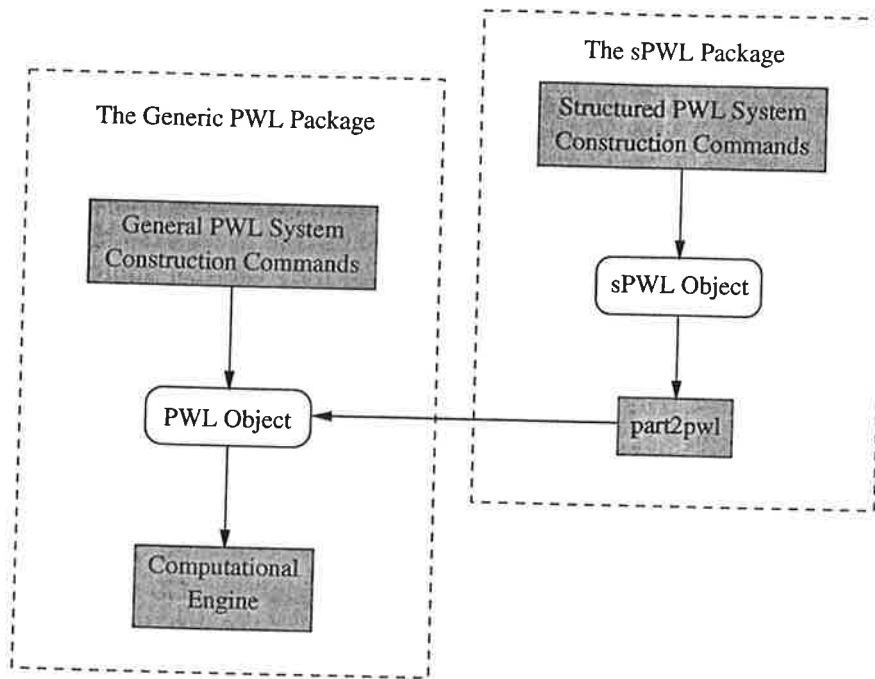 The Generic PWL Package
General PWL System
Construction Commands
PWL Object
Computational
Engine
The sPWL Package
Structured PWL System
Construction Commands
sPWL Object
part2pwl